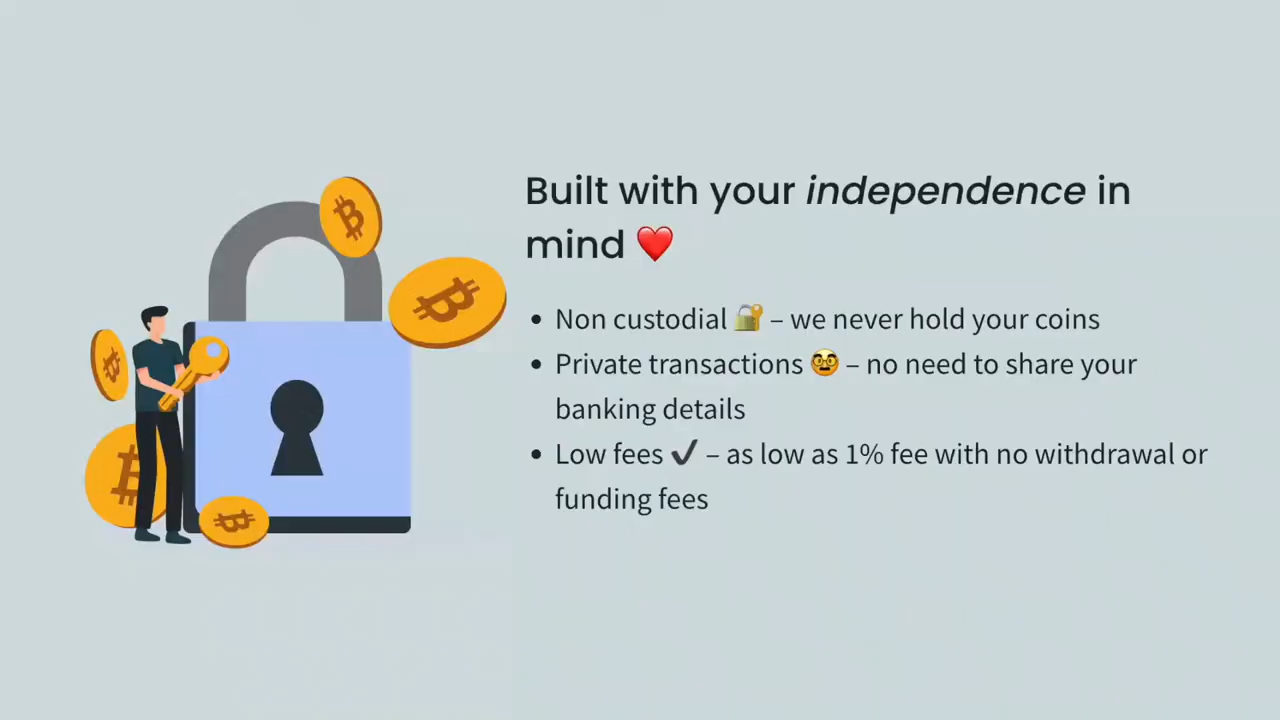 Built with your independence in
mind ❤️
• Non custodial 🔐 – we never hold your coins
• Private transactions 🥸 – no need to share your
banking details
• Low fees ✔️ – as low as 1% fee with no withdrawal or
funding fees